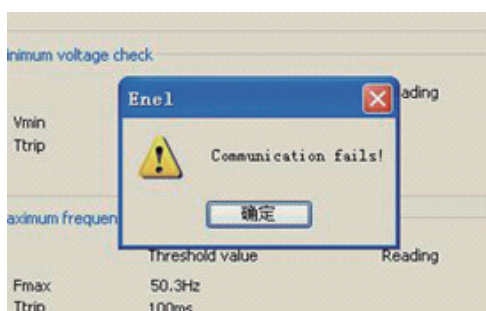 inimum voltage check
Enel
ading
Vmin
Ttrip
Communication fails!
确定
aximum frequen
Threshold value
Reading
Fmax
50.3Hz
Ttrip
100ms